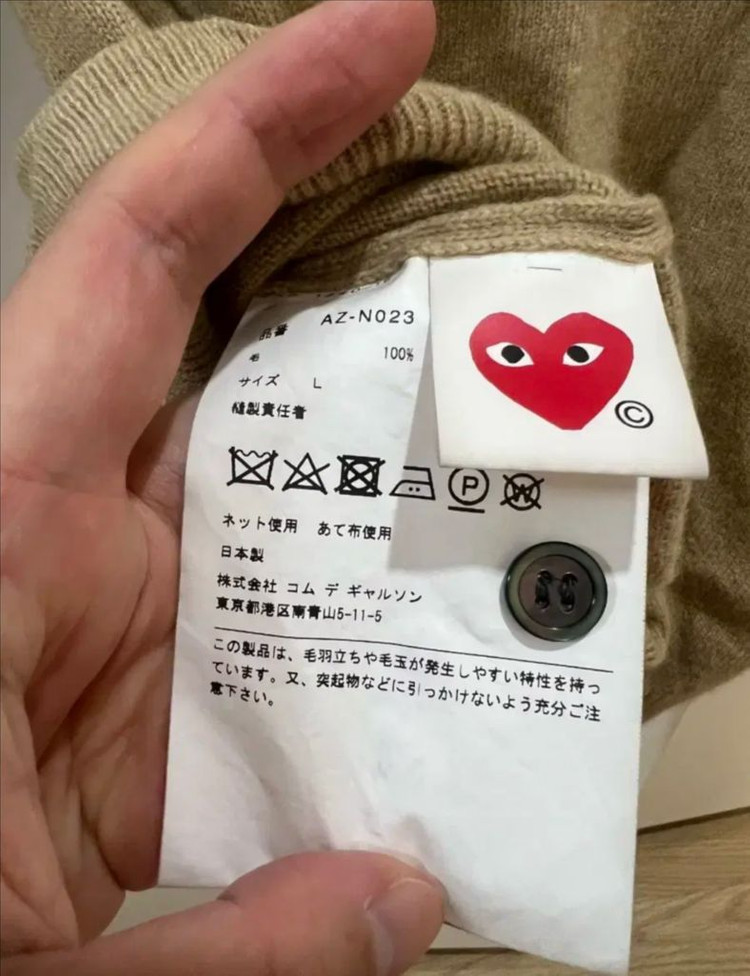 品番 AZ-N023
毛 100%
サイズ L
縫製責任者
P W
ネット使用 あて布使用
日本製
株式会社 コム デ ギャルソン
東京都港区南青山5-11-5
この製品は、毛羽立ちや毛玉が発生しやすい特性を持っ
ています。又、突起物などに引っかけないよう充分ご注
意下さい。
©